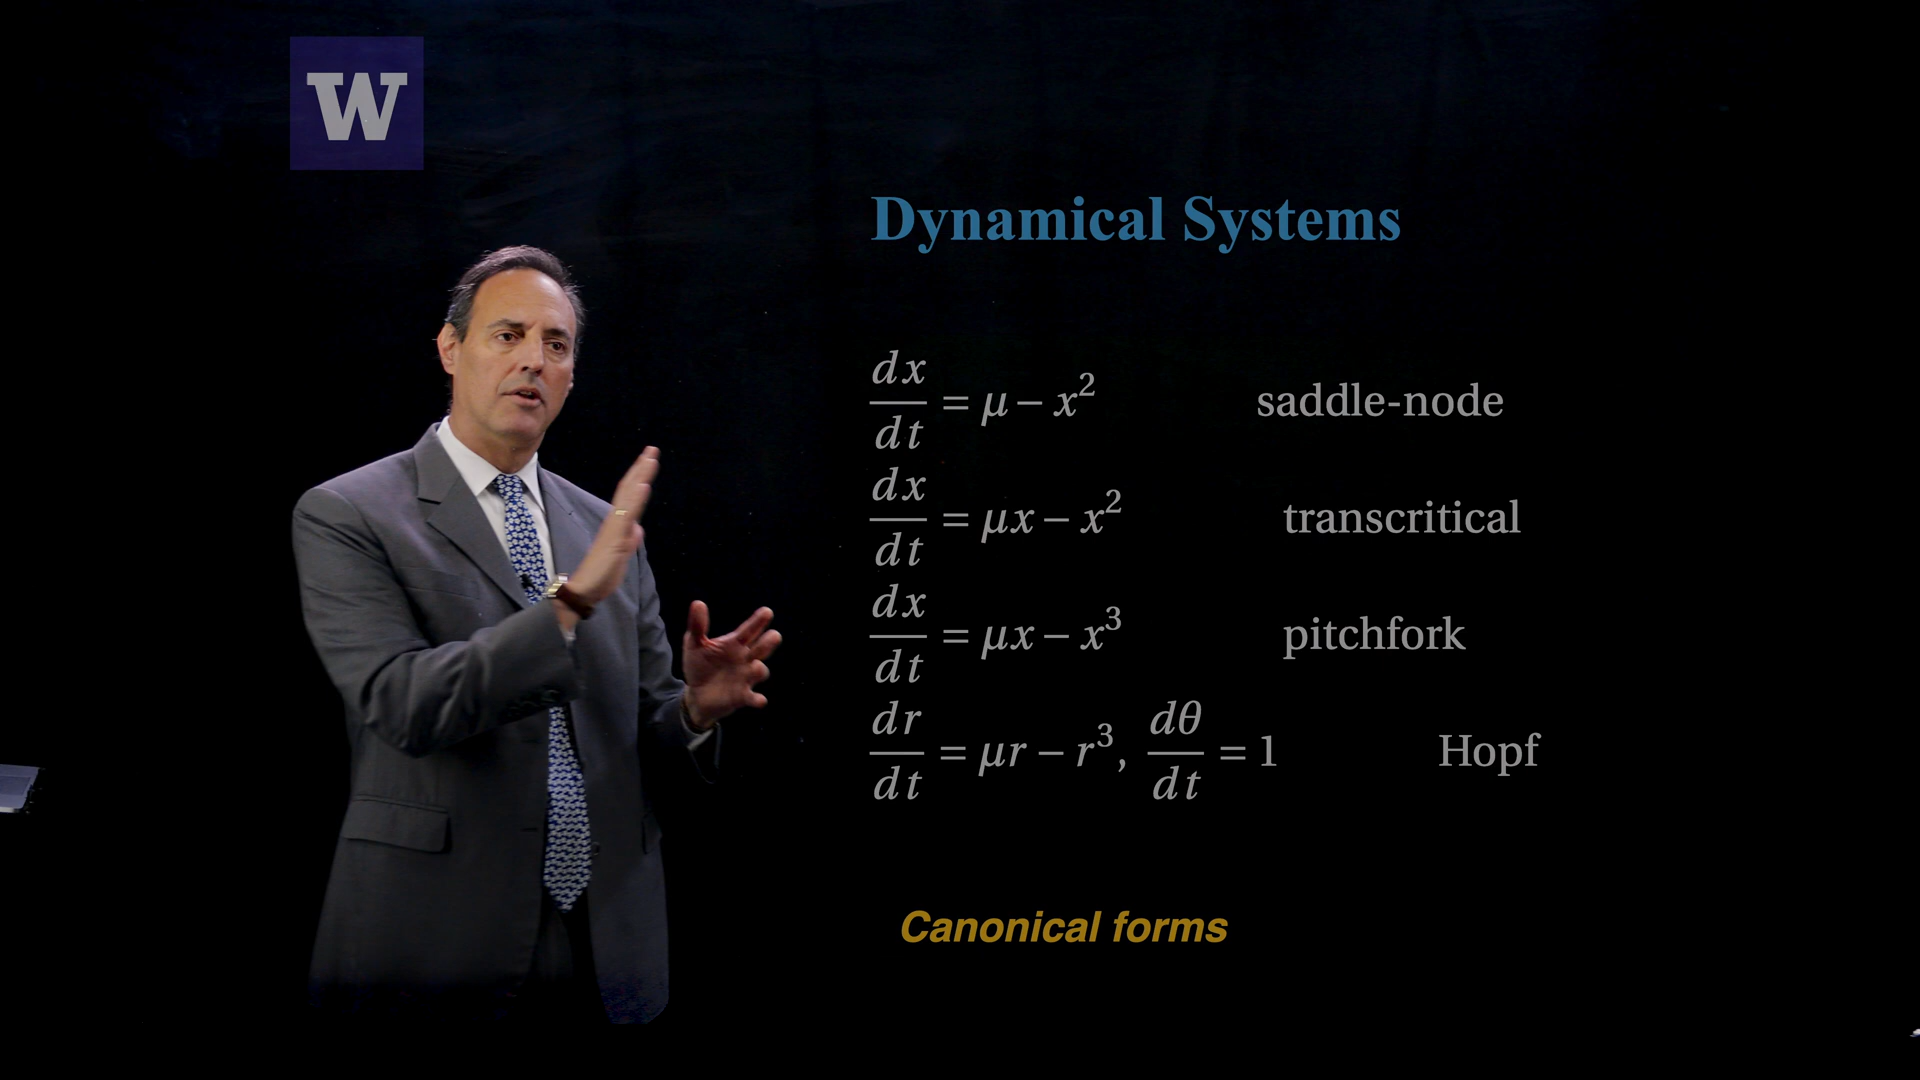 W
Dynamical Systems
dx/dt = μ − x² saddle-node
dx/dt = μx − x² transcritical
dx/dt = μx − x³ pitchfork
dr/dt = μr − r³, dθ/dt = 1 Hopf
Canonical forms